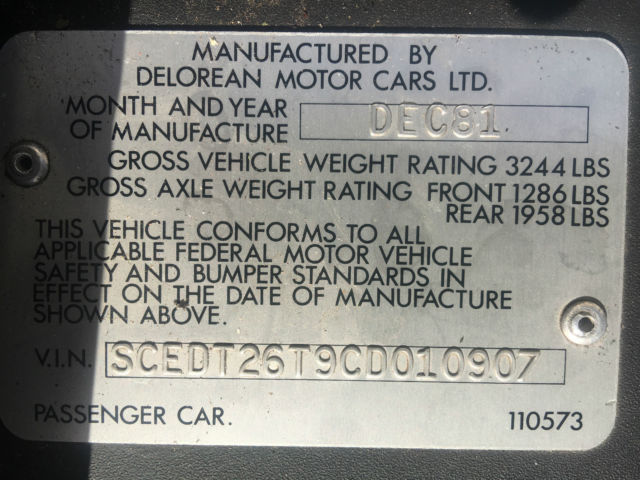 MANUFACTURED BY
DELOREAN MOTOR CARS LTD.
MONTH AND YEAR
OF MANUFACTURE DEC81
GROSS VEHICLE WEIGHT RATING 3244 LBS
GROSS AXLE WEIGHT RATING FRONT 1286 LBS
REAR 1958 LBS
THIS VEHICLE CONFORMS TO ALL
APPLICABLE FEDERAL MOTOR VEHICLE
SAFETY AND BUMPER STANDARDS IN
EFFECT ON THE DATE OF MANUFACTURE
SHOWN ABOVE.
V.I.N. SCEDT26T9CD010907
PASSENGER CAR. 110573